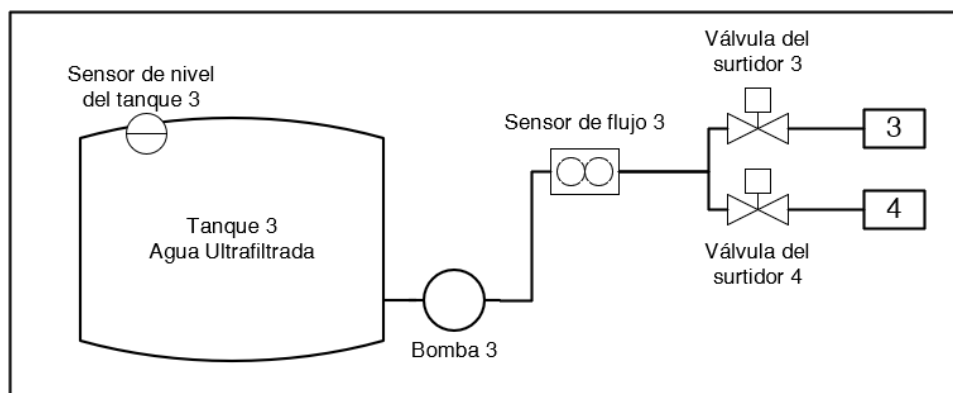 Sensor de nivel
del tanque 3
Tanque 3
Agua Ultrafiltrada
Bomba 3
Sensor de flujo 3
Válvula del
surtidor 3
3
4
Válvula del
surtidor 4